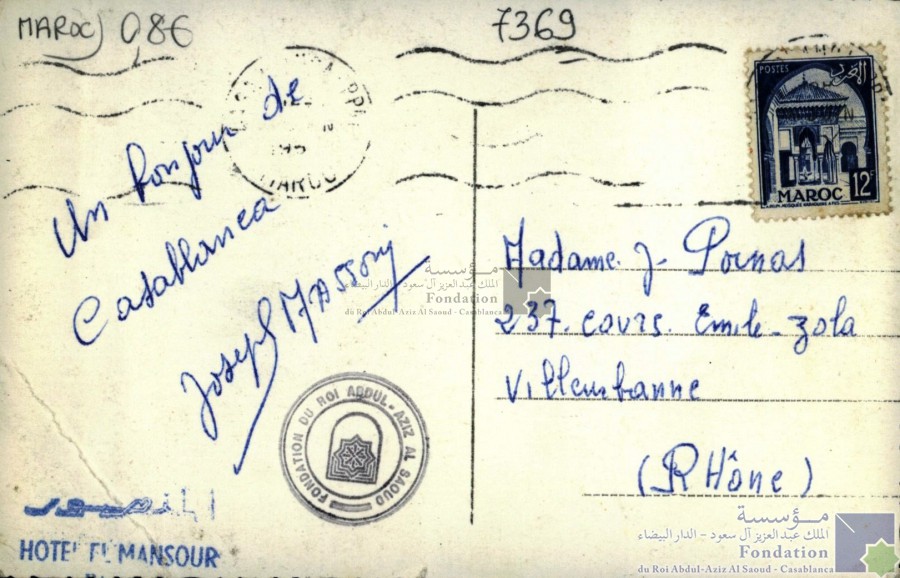 MAROC 08€
7369
POSTES المغرب
MAROC 12F
MAROC
Un bonjour de
Casablanca
Joseph MASSONI
Madame J. Pornas
237. cours. Emile-Zola
Villeurbanne
(RHône)
مؤسسة
الملك عبد العزيز آل سعود - الدار البيضاء
Fondation
du Roi Abdul-Aziz Al Saoud - Casablanca
FONDATION DU ROI ABDUL-AZIZ AL SAOUD
المنصور
HOTEL EL MANSOUR
مؤسسة
الملك عبد العزيز آل سعود - الدار البيضاء
Fondation
du Roi Abdul-Aziz Al Saoud - Casablanca